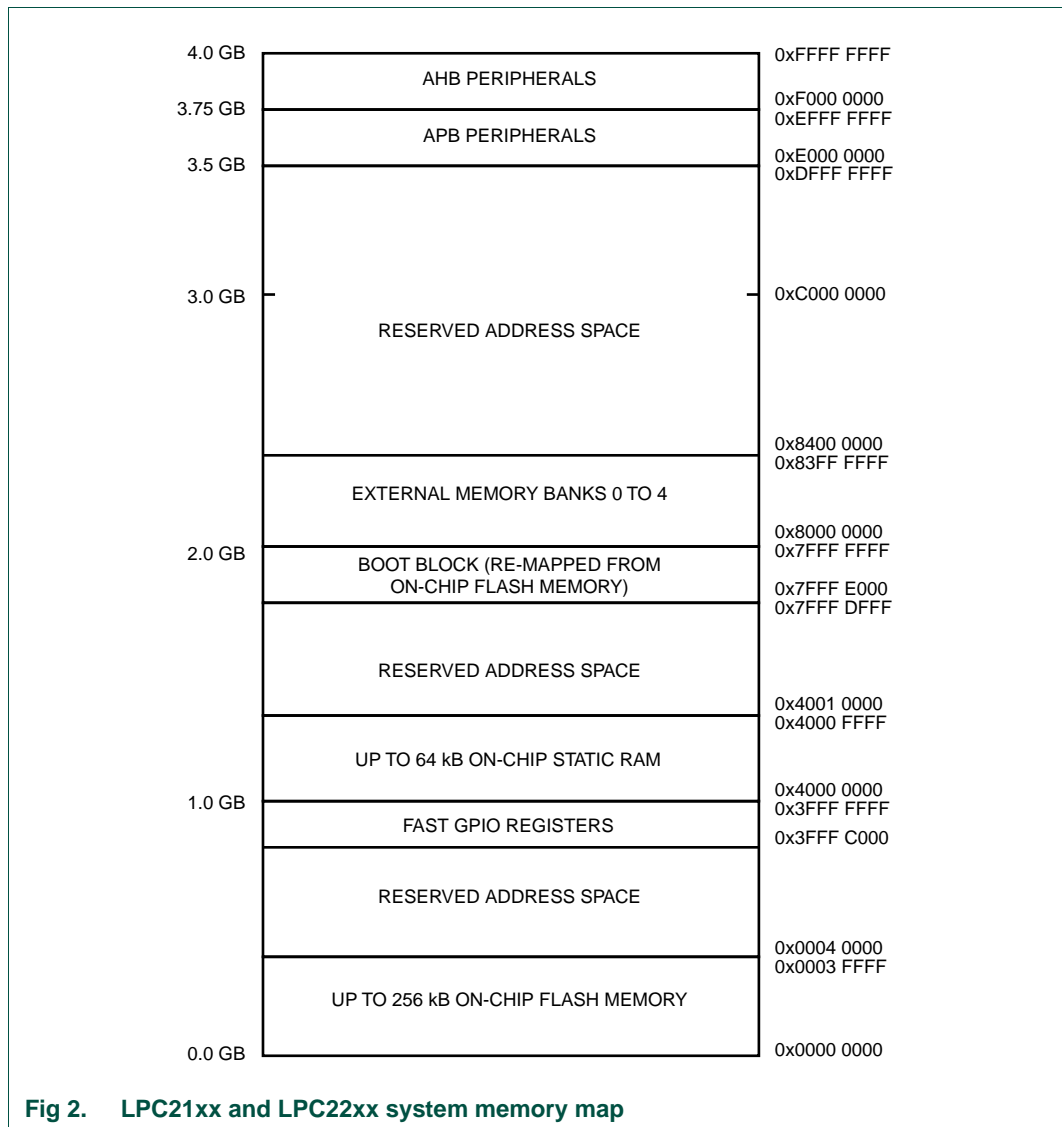 4.0 GB
0xFFFF FFFF
AHB PERIPHERALS
0xF000 0000
3.75 GB
0xEFFF FFFF
APB PERIPHERALS
0xE000 0000
3.5 GB
0xDFFF FFFF
3.0 GB
0xC000 0000
RESERVED ADDRESS SPACE
0x8400 0000
0x83FF FFFF
EXTERNAL MEMORY BANKS 0 TO 4
0x8000 0000
2.0 GB
0x7FFF FFFF
BOOT BLOCK (RE-MAPPED FROM
ON-CHIP FLASH MEMORY)
0x7FFF E000
0x7FFF DFFF
RESERVED ADDRESS SPACE
0x4001 0000
0x4000 FFFF
UP TO 64 kB ON-CHIP STATIC RAM
0x4000 0000
1.0 GB
0x3FFF FFFF
FAST GPIO REGISTERS
0x3FFF C000
RESERVED ADDRESS SPACE
0x0004 0000
0x0003 FFFF
UP TO 256 kB ON-CHIP FLASH MEMORY
0.0 GB
0x0000 0000
Fig 2. LPC21xx and LPC22xx system memory map